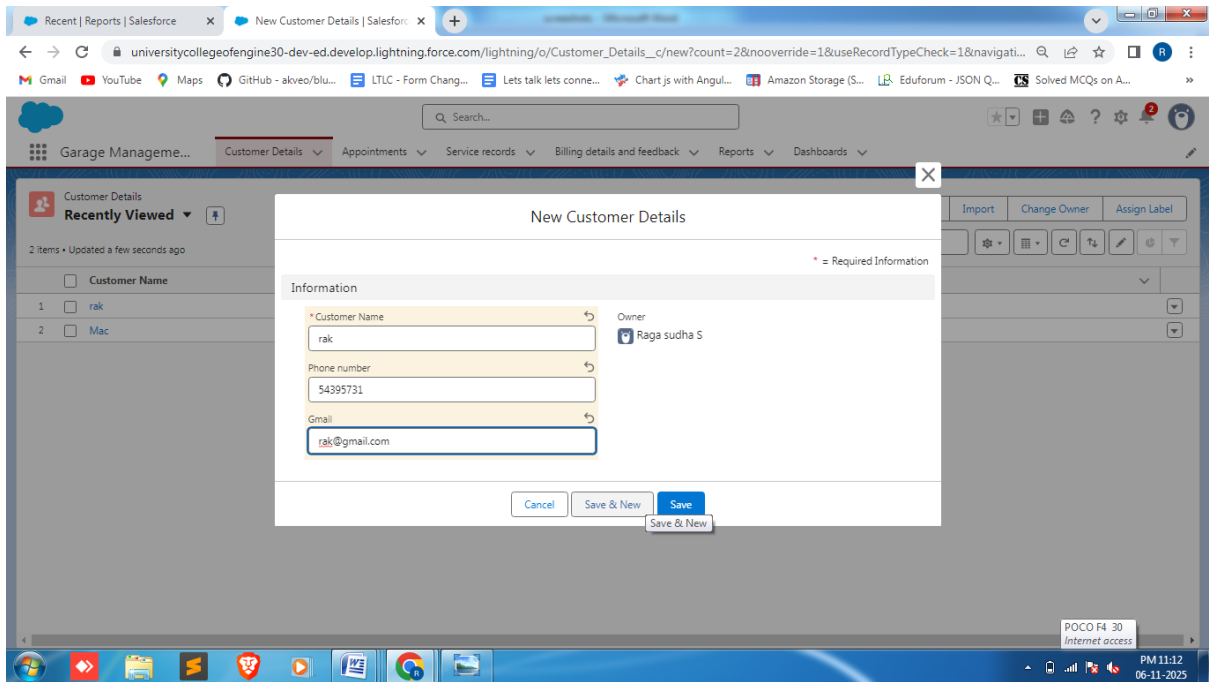 Recent | Reports | Salesforce
New Customer Details | Salesforc
universitycollegeofengine30-dev-ed.develop.lightning.force.com/lightning/o/Customer_Details__c/new?count=2&nooverride=1&useRecordTypeCheck=1&navigati...
R
Gmail YouTube Maps GitHub - akveo/blu... LTLC - Form Chang... Lets talk lets conne... Chart js with Angul... Amazon Storage (S... Eduforum - JSON Q... CS Solved MCQs on A... »
Search...
2
Garage Manageme... Customer Details Appointments Service records Billing details and feedback Reports Dashboards
Customer Details
Recently Viewed
Import Change Owner Assign Label
2 items • Updated a few seconds ago
Customer Name
1 rak
2 Mac
New Customer Details
* = Required Information
Information
* Customer Name
rak
Owner
Raga sudha S
Phone number
54395731
Gmail
rak@gmail.com
Cancel Save & New Save
Save & New
POCO F4 30
Internet access
PM 11:12
06-11-2025